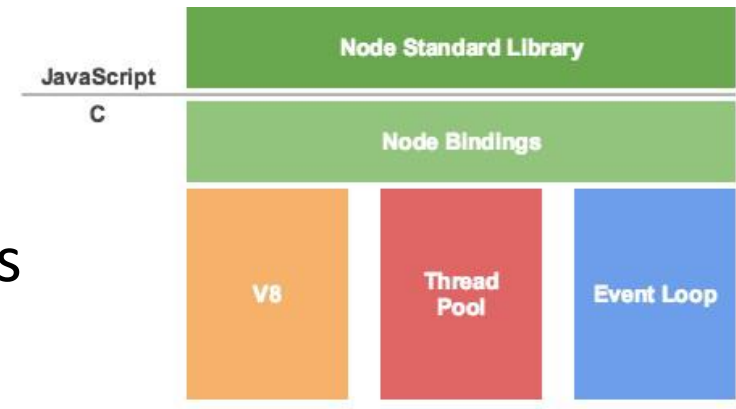 Node Standard Library
JavaScript
C
Node Bindings
s
V8
Thread
Pool
Event Loop